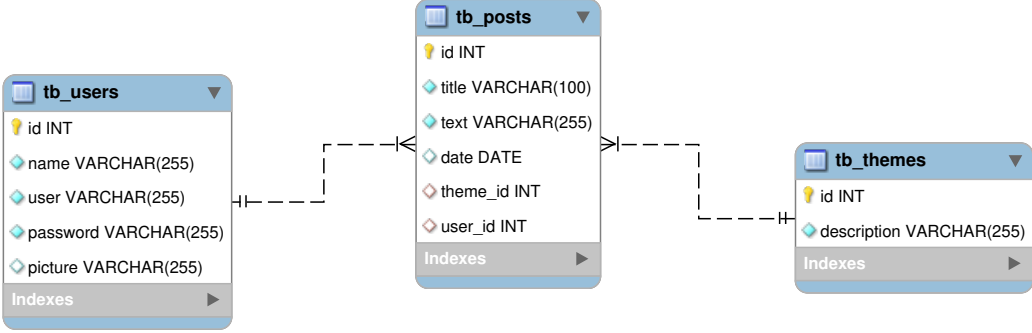 tb_users
id INT
name VARCHAR(255)
user VARCHAR(255)
password VARCHAR(255)
picture VARCHAR(255)
Indexes
tb_posts
id INT
title VARCHAR(100)
text VARCHAR(255)
date DATE
theme_id INT
user_id INT
Indexes
tb_themes
id INT
description VARCHAR(255)
Indexes